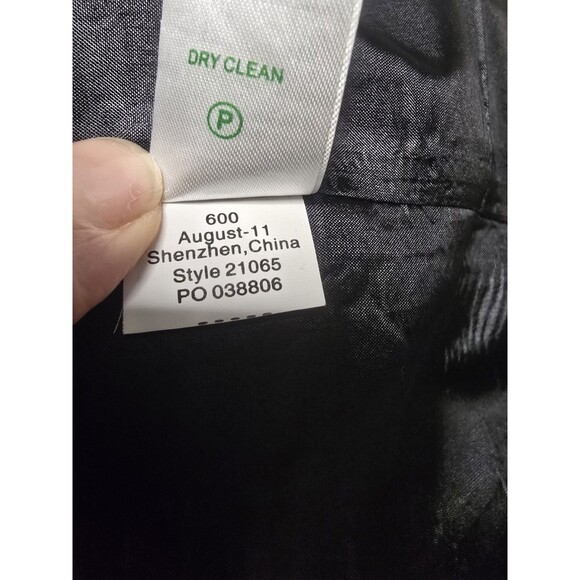 DRY CLEAN
P
600
August-11
Shenzhen,China
Style 21065
PO 038806